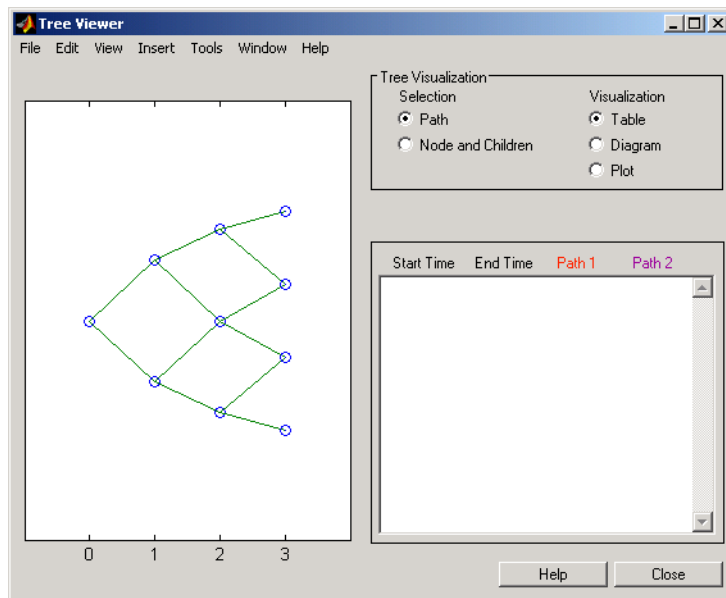 Tree Viewer
File Edit View Insert Tools Window Help
Tree Visualization
Selection Visualization
Path Table
Node and Children Diagram
Plot
Start Time End Time Path 1 Path 2
0 1 2 3
Help Close